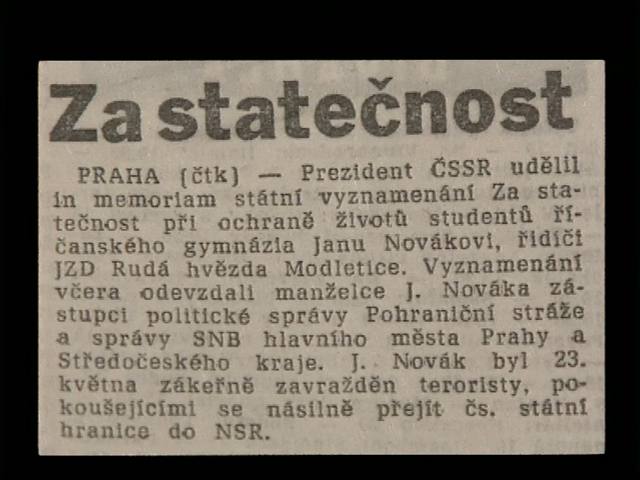 Za statečnost
PRAHA (čtk) — Prezident ČSSR udělil
in memoriam státní vyznamenání Za sta-
tečnost při ochraně životů studentů ří-
čanského gymnázia Janu Novákovi, řidiči
JZD Rudá hvězda Modletice. Vyznamenání
včera odevzdali manželce J. Nováka zá-
stupci politické správy Pohraniční stráže
a správy SNB hlavního města Prahy a
Středočeského kraje. J. Novák byl 23.
května zákeřně zavražděn teroristy, po-
koušejícími se násilně přejít čs. státní
hranice do NSR.